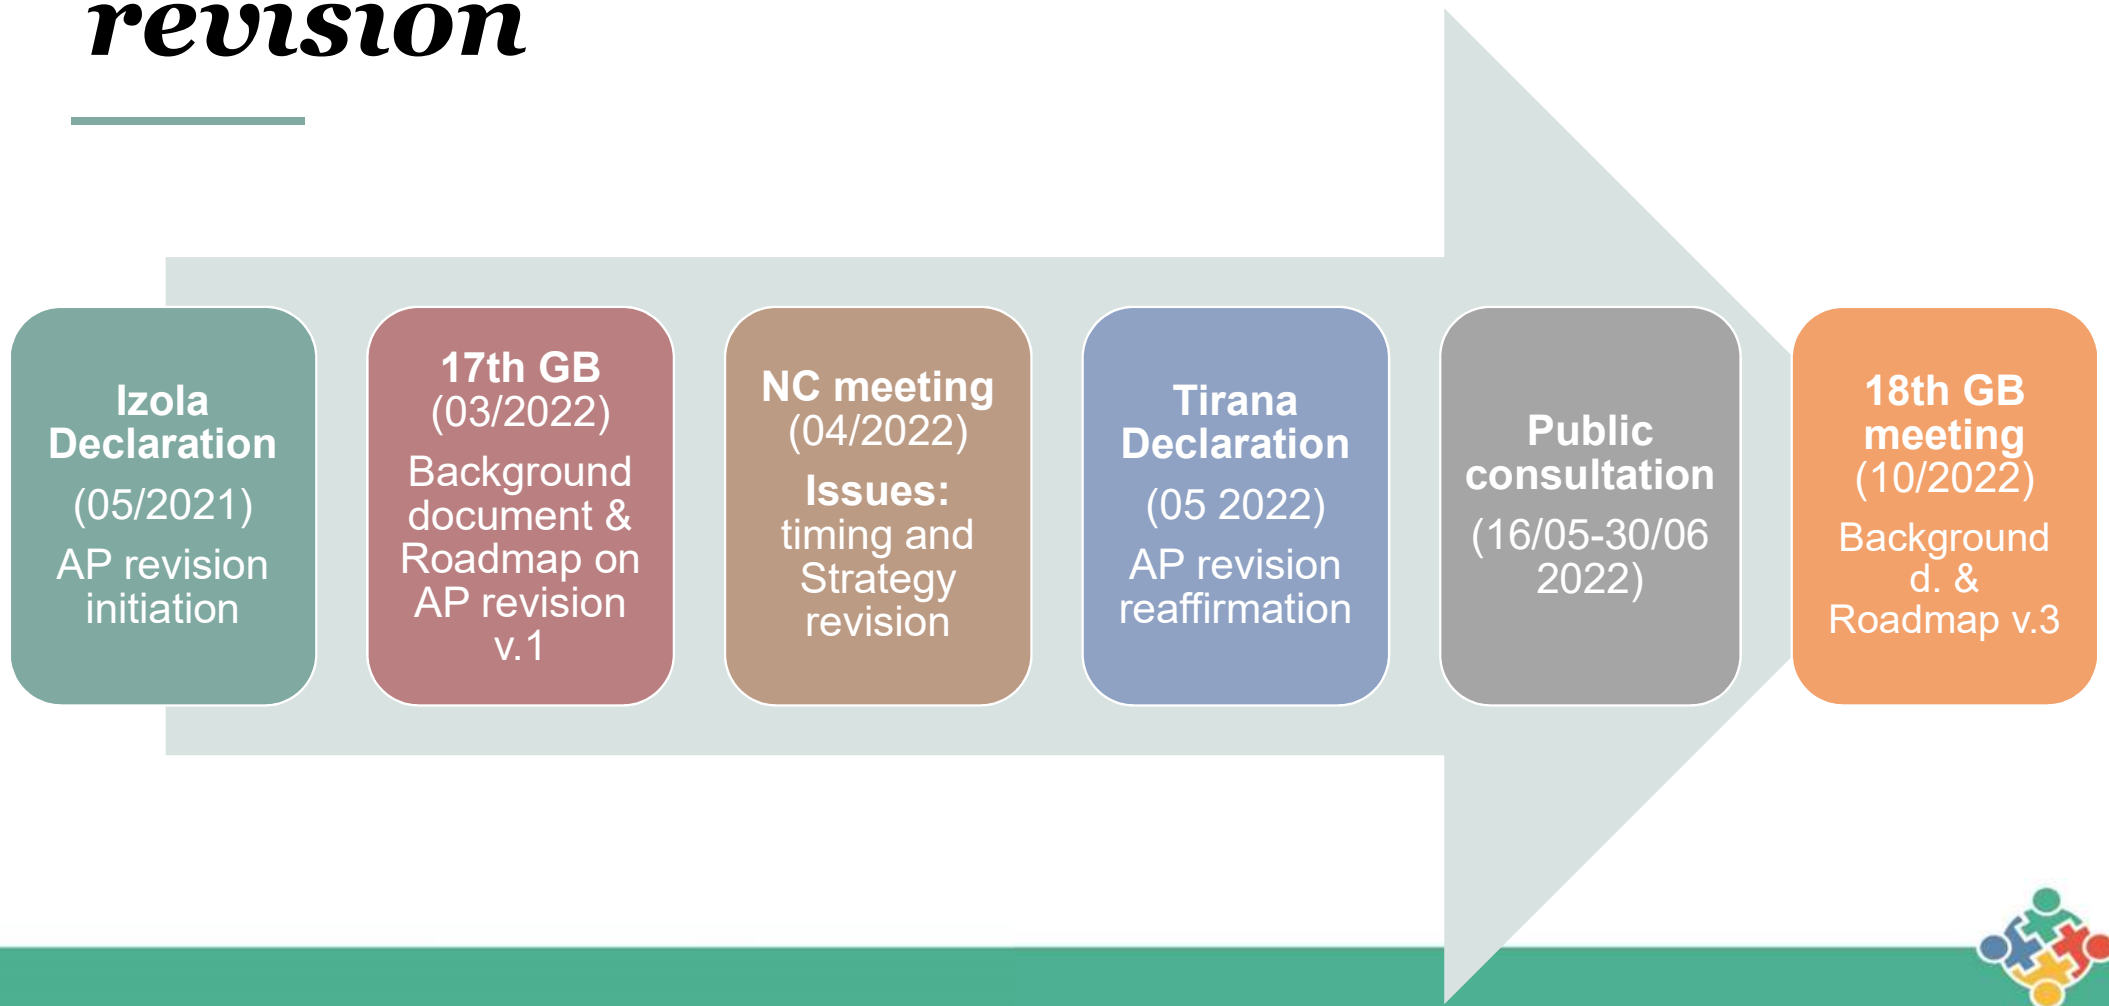 revision
Izola
Declaration
(05/2021)
AP revision
initiation
17th GB
(03/2022)
Background
document &
Roadmap on
AP revision
v.1
NC meeting
(04/2022)
Issues:
timing and
Strategy
revision
Tirana
Declaration
(05 2022)
AP revision
reaffirmation
Public
consultation
(16/05-30/06
2022)
18th GB
meeting
(10/2022)
Background
d. &
Roadmap v.3